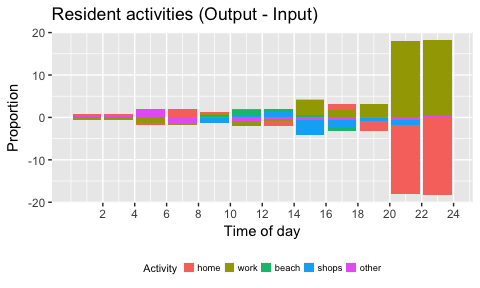 Resident activities (Output - Input)
20
10
0
-10
-20
Proportion
2 4 6 8 10 12 14 16 18 20 22 24
Time of day
Activity home work beach shops other